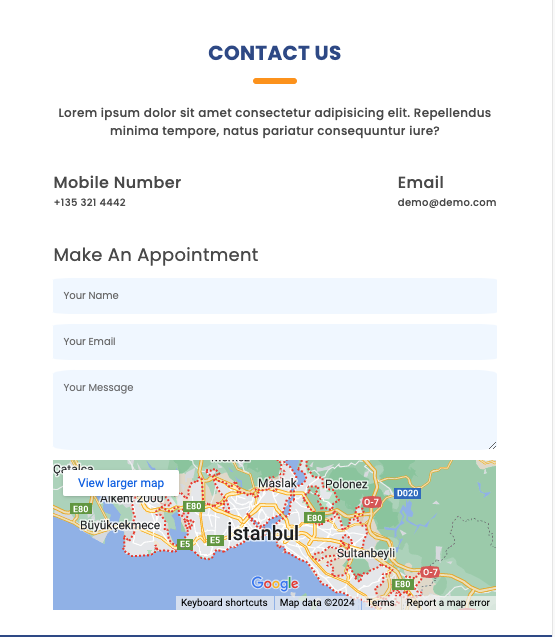 CONTACT US
Lorem ipsum dolor sit amet consectetur adipisicing elit. Repellendus
minima tempore, natus pariatur consequuntur iure?
Mobile Number
Email
+135 321 4442
demo@demo.com
Make An Appointment
Your Name
Your Email
Your Message
Çatalca
View larger map
Maslak
Polonez
D020
Alkent 2000
E80
E80
O-7
Büyükçekmece
E80
İstanbul
E5
E5
Sultanbeyli
O-7
Google
E80
Keyboard shortcuts
Map data ©2024
Terms
Report a map error